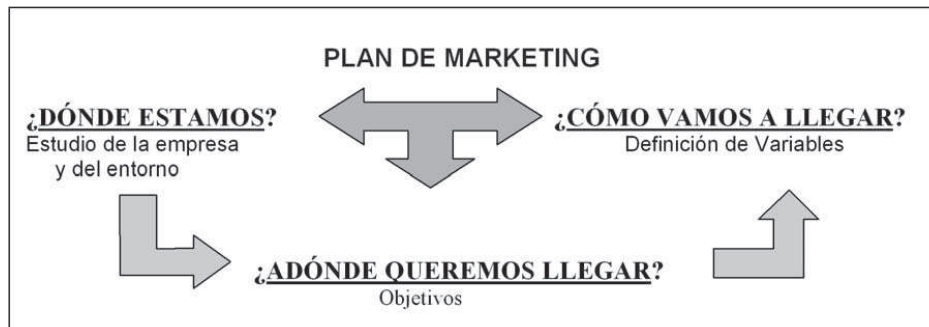 PLAN DE MARKETING
¿DÓNDE ESTAMOS?
Estudio de la empresa
y del entorno
¿CÓMO VAMOS A LLEGAR?
Definición de Variables
¿ADÓNDE QUEREMOS LLEGAR?
Objetivos